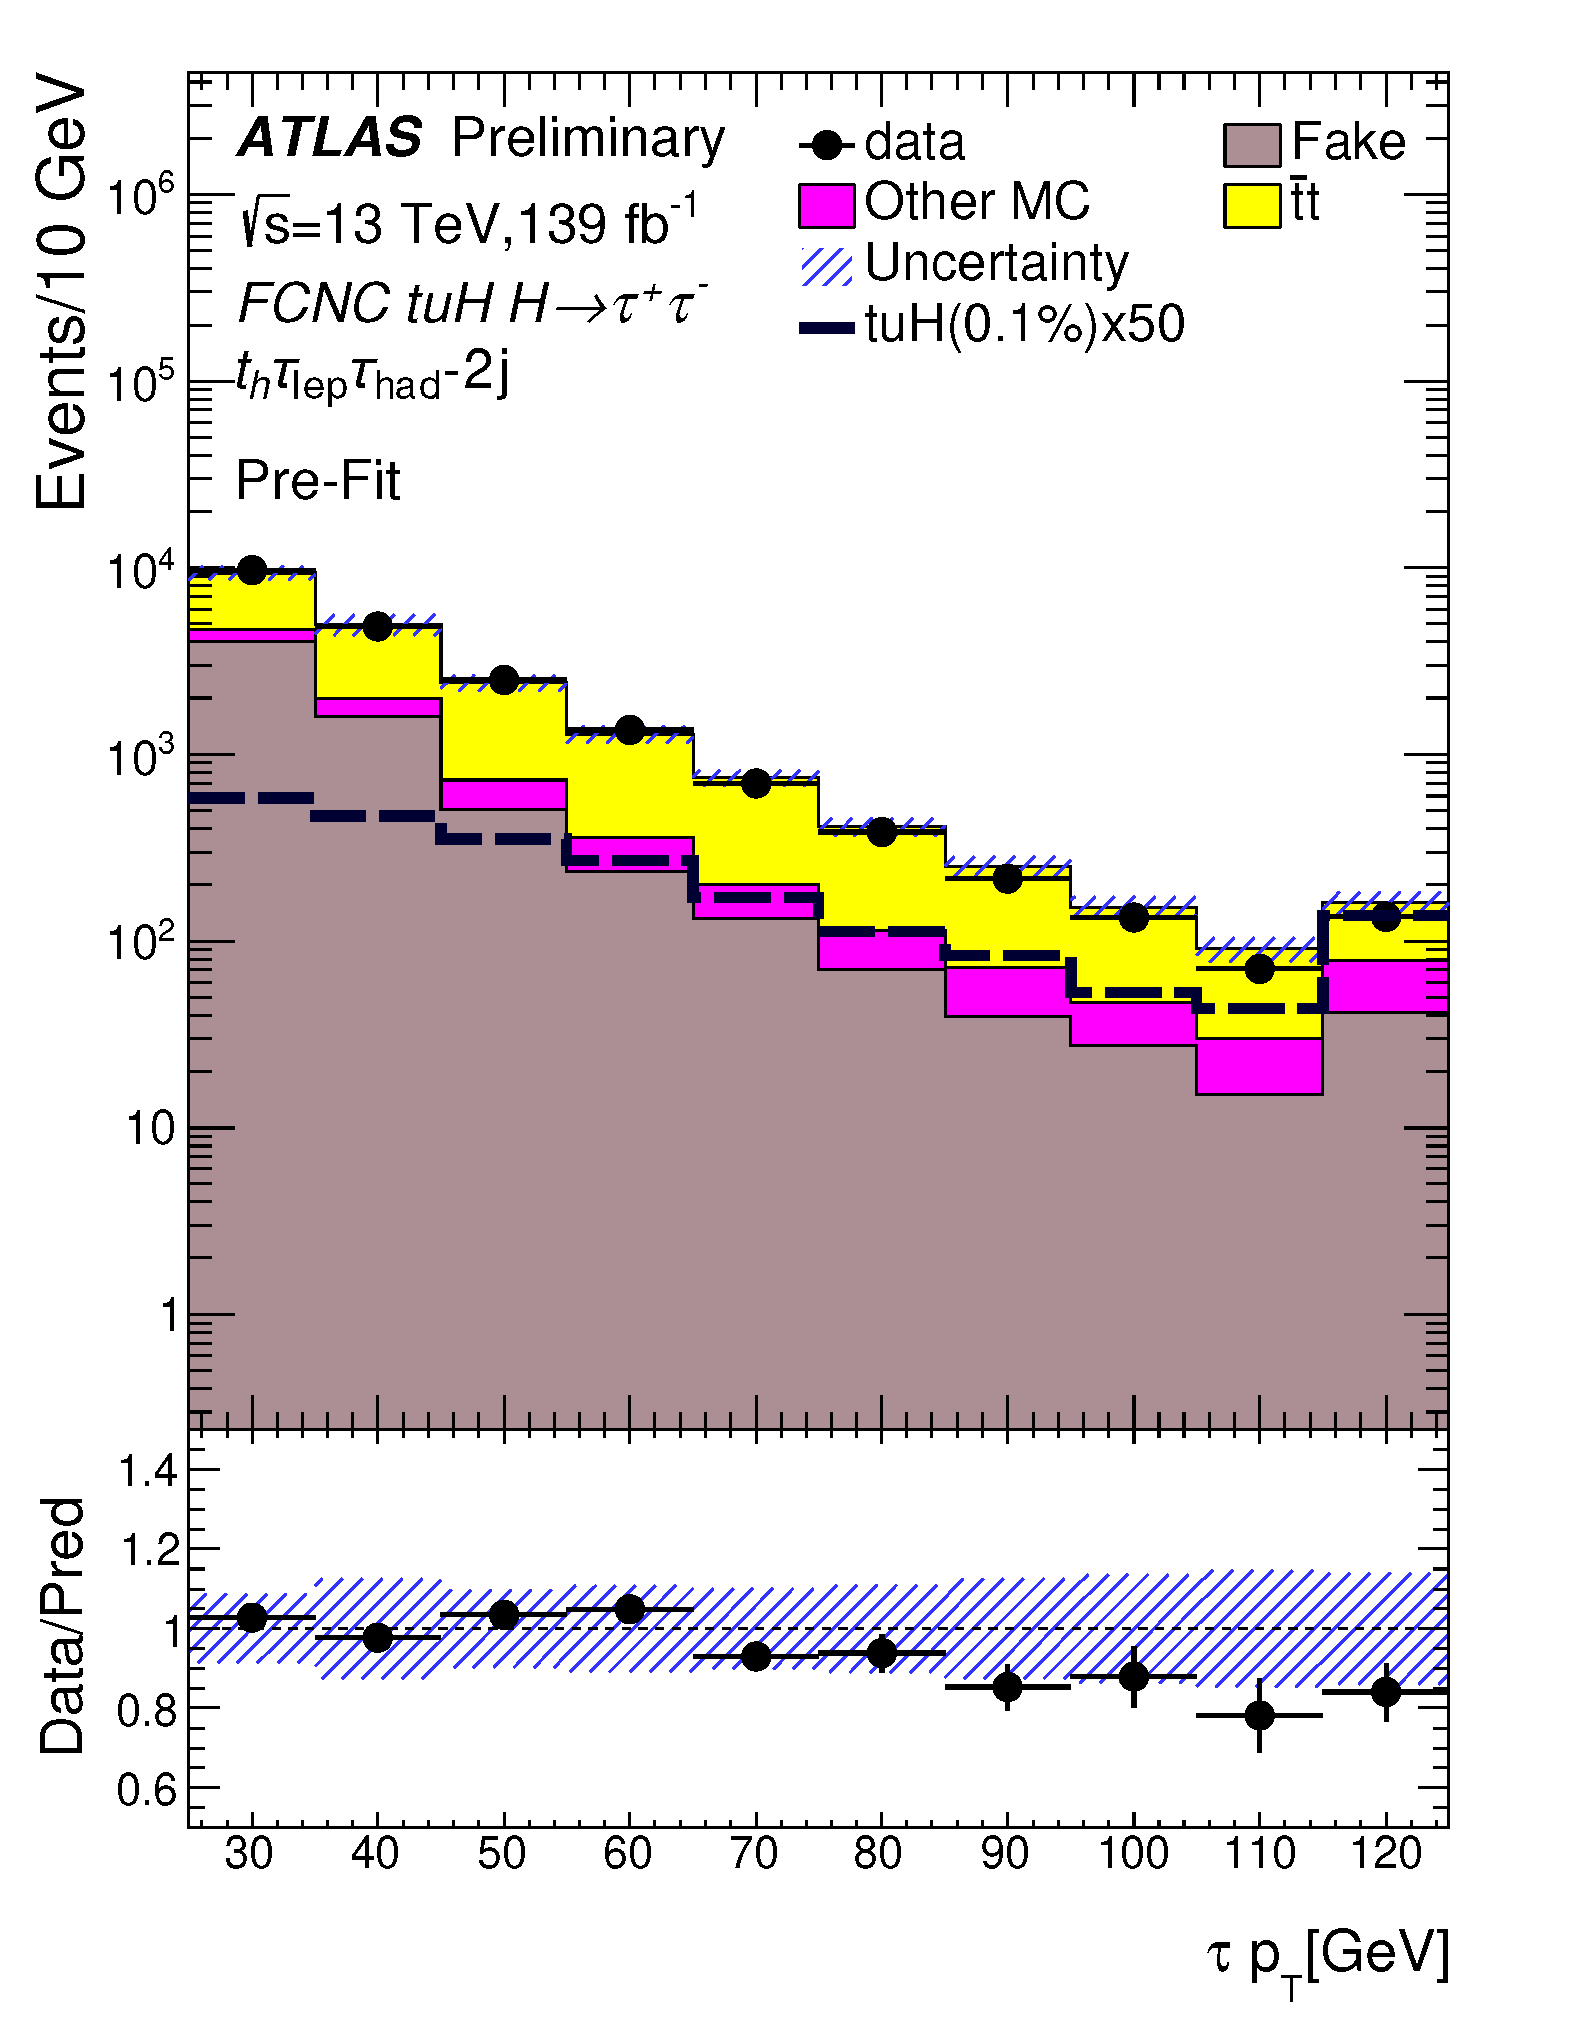 Events/10 GeV
ATLAS Preliminary
√s=13 TeV,139 fb⁻¹
FCNC tuH H→τ⁺τ⁻
tₕτ_lep τ_had-2j
Pre-Fit
data
Fake
Other MC
t̄t
Uncertainty
tuH(0.1%)x50
10⁶
10⁵
10⁴
10³
10²
10
1
Data/Pred
1.4
1.2
1
0.8
0.6
30 40 50 60 70 80 90 100 110 120
τ p_T[GeV]